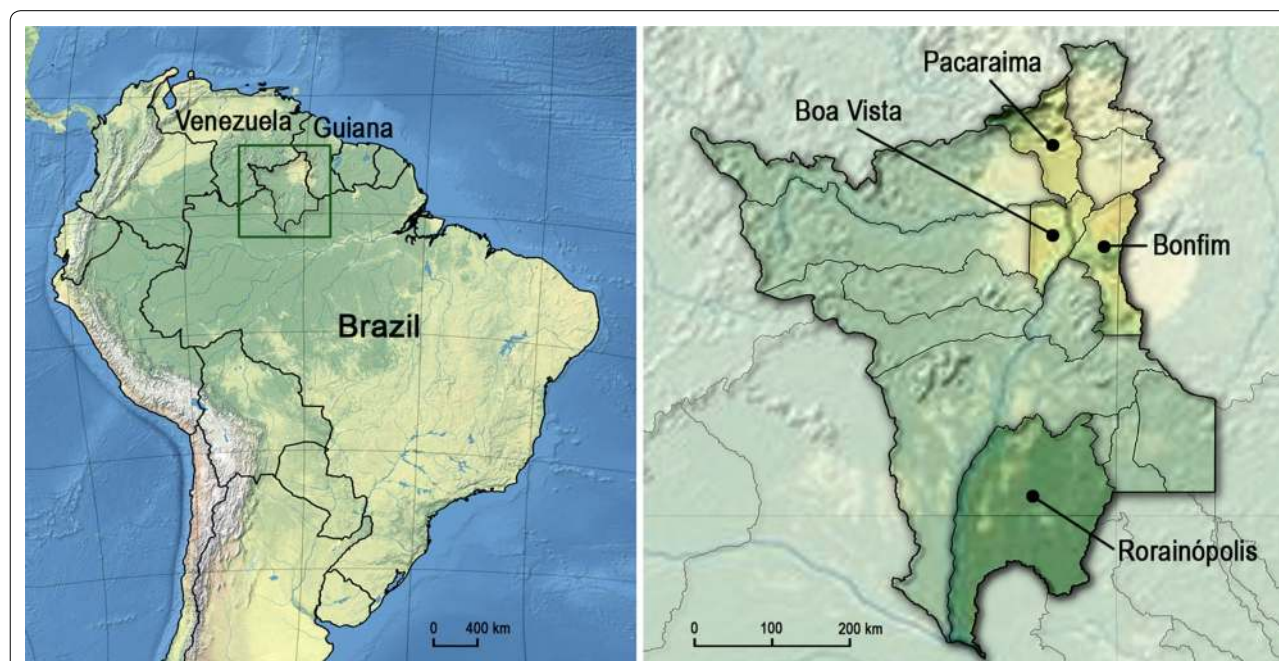 Venezuela
Guiana
Brazil
0 400 km
Pacaraima
Boa Vista
Bonfim
Rorainópolis
0 100 200 km